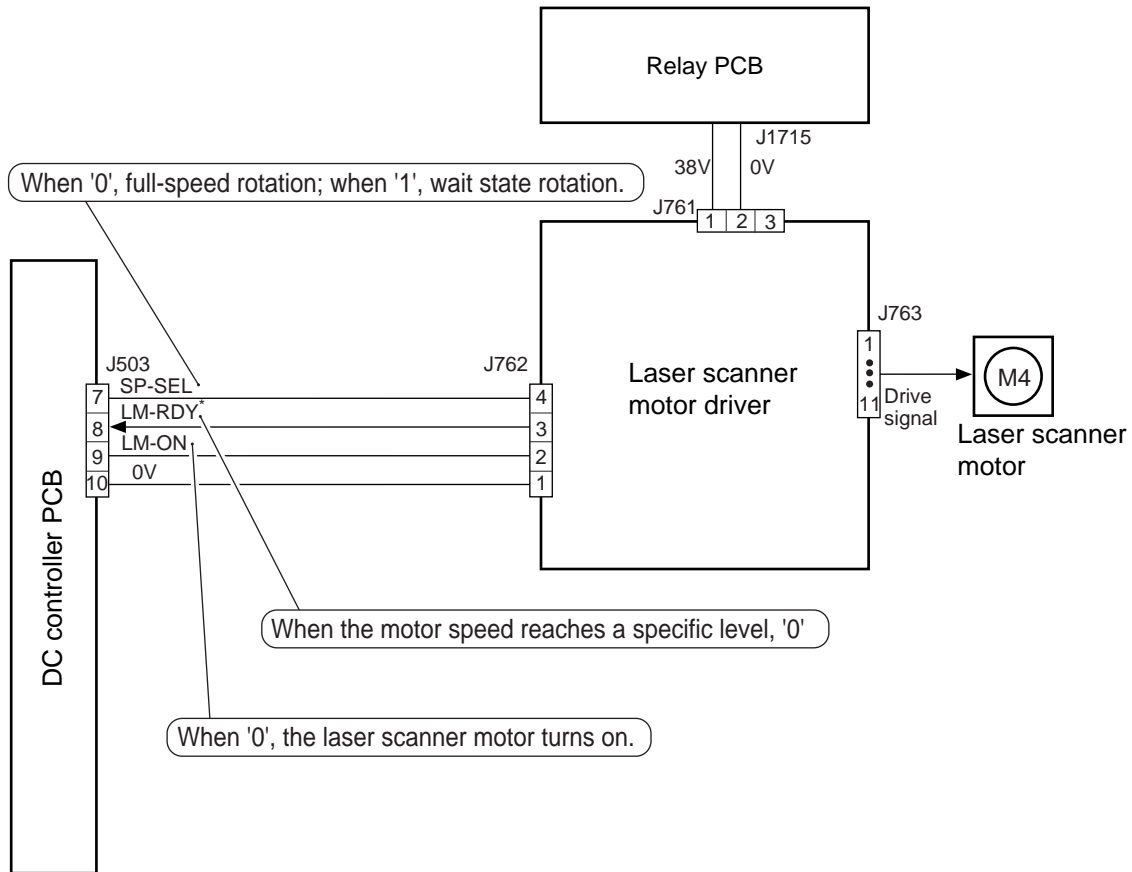 Relay PCB
J1715
38V
0V
When '0', full-speed rotation; when '1', wait state rotation.
J761
1 2 3
J763
1
11
Drive
signal
M4
Laser scanner
motor
Laser scanner
motor driver
J503
J762
7
SP-SEL
4
8
LM-RDY*
3
9
LM-ON
2
10
0V
1
DC controller PCB
When the motor speed reaches a specific level, '0'
When '0', the laser scanner motor turns on.